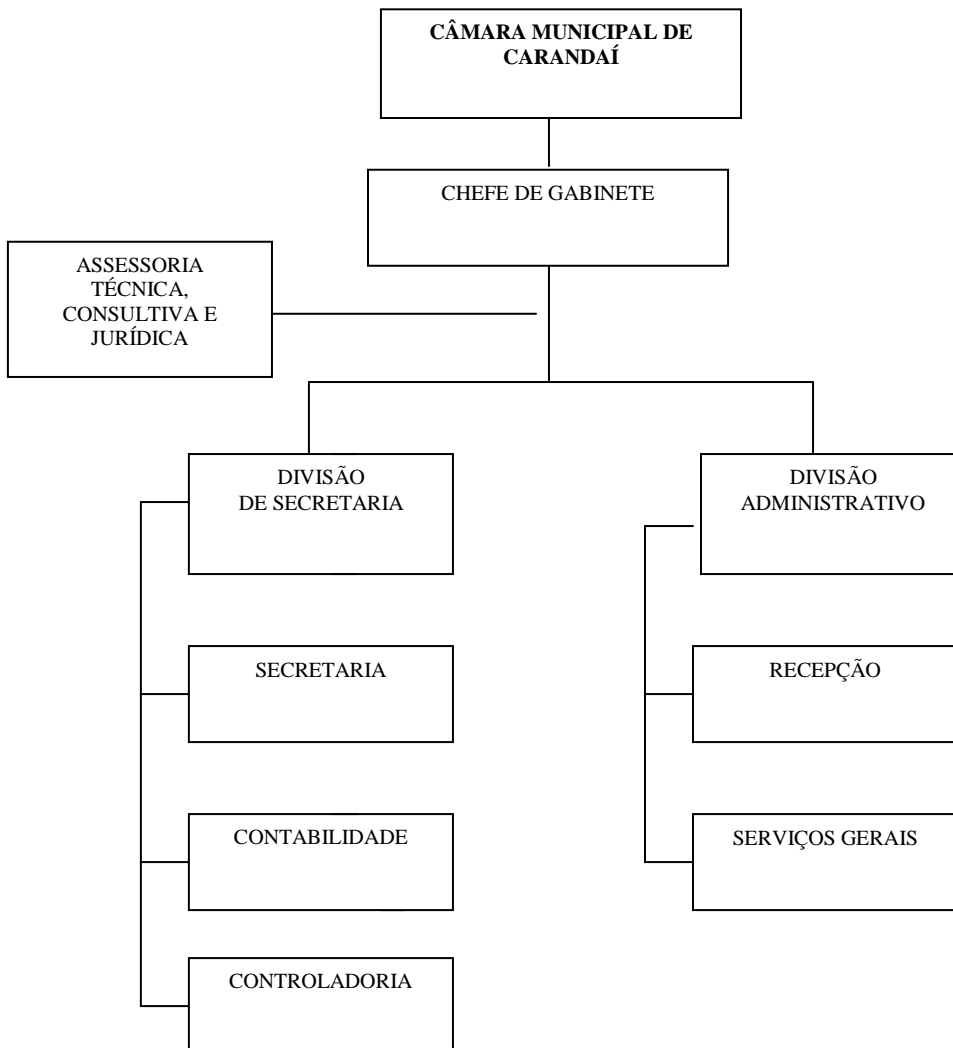 CÂMARA MUNICIPAL DE
CARANDAÍ
CHEFE DE GABINETE
ASSESSORIA
TÉCNICA,
CONSULTIVA E
JURÍDICA
DIVISÃO
DE SECRETARIA
DIVISÃO
ADMINISTRATIVO
SECRETARIA
RECEPÇÃO
CONTABILIDADE
SERVIÇOS GERAIS
CONTROLADORIA